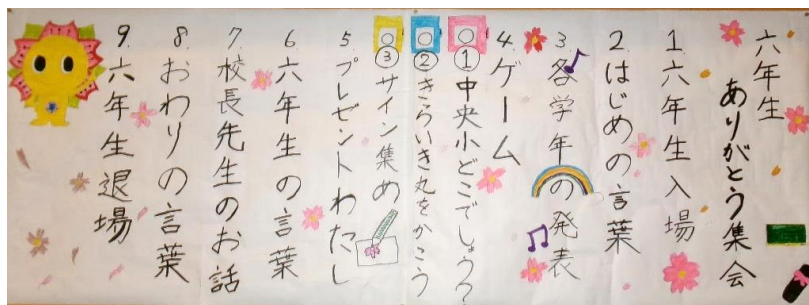 六年生
ありがとう集会
1.六年生入場
2.はじめの言葉
3.各学年の発表
4.ゲーム
①中央小どこでしょう?
②きらいき丸をかこう
③サイン集め
5.プレゼントわたし
6.六年生の言葉
7.校長先生のお話
8.おわりの言葉
9.六年生退場